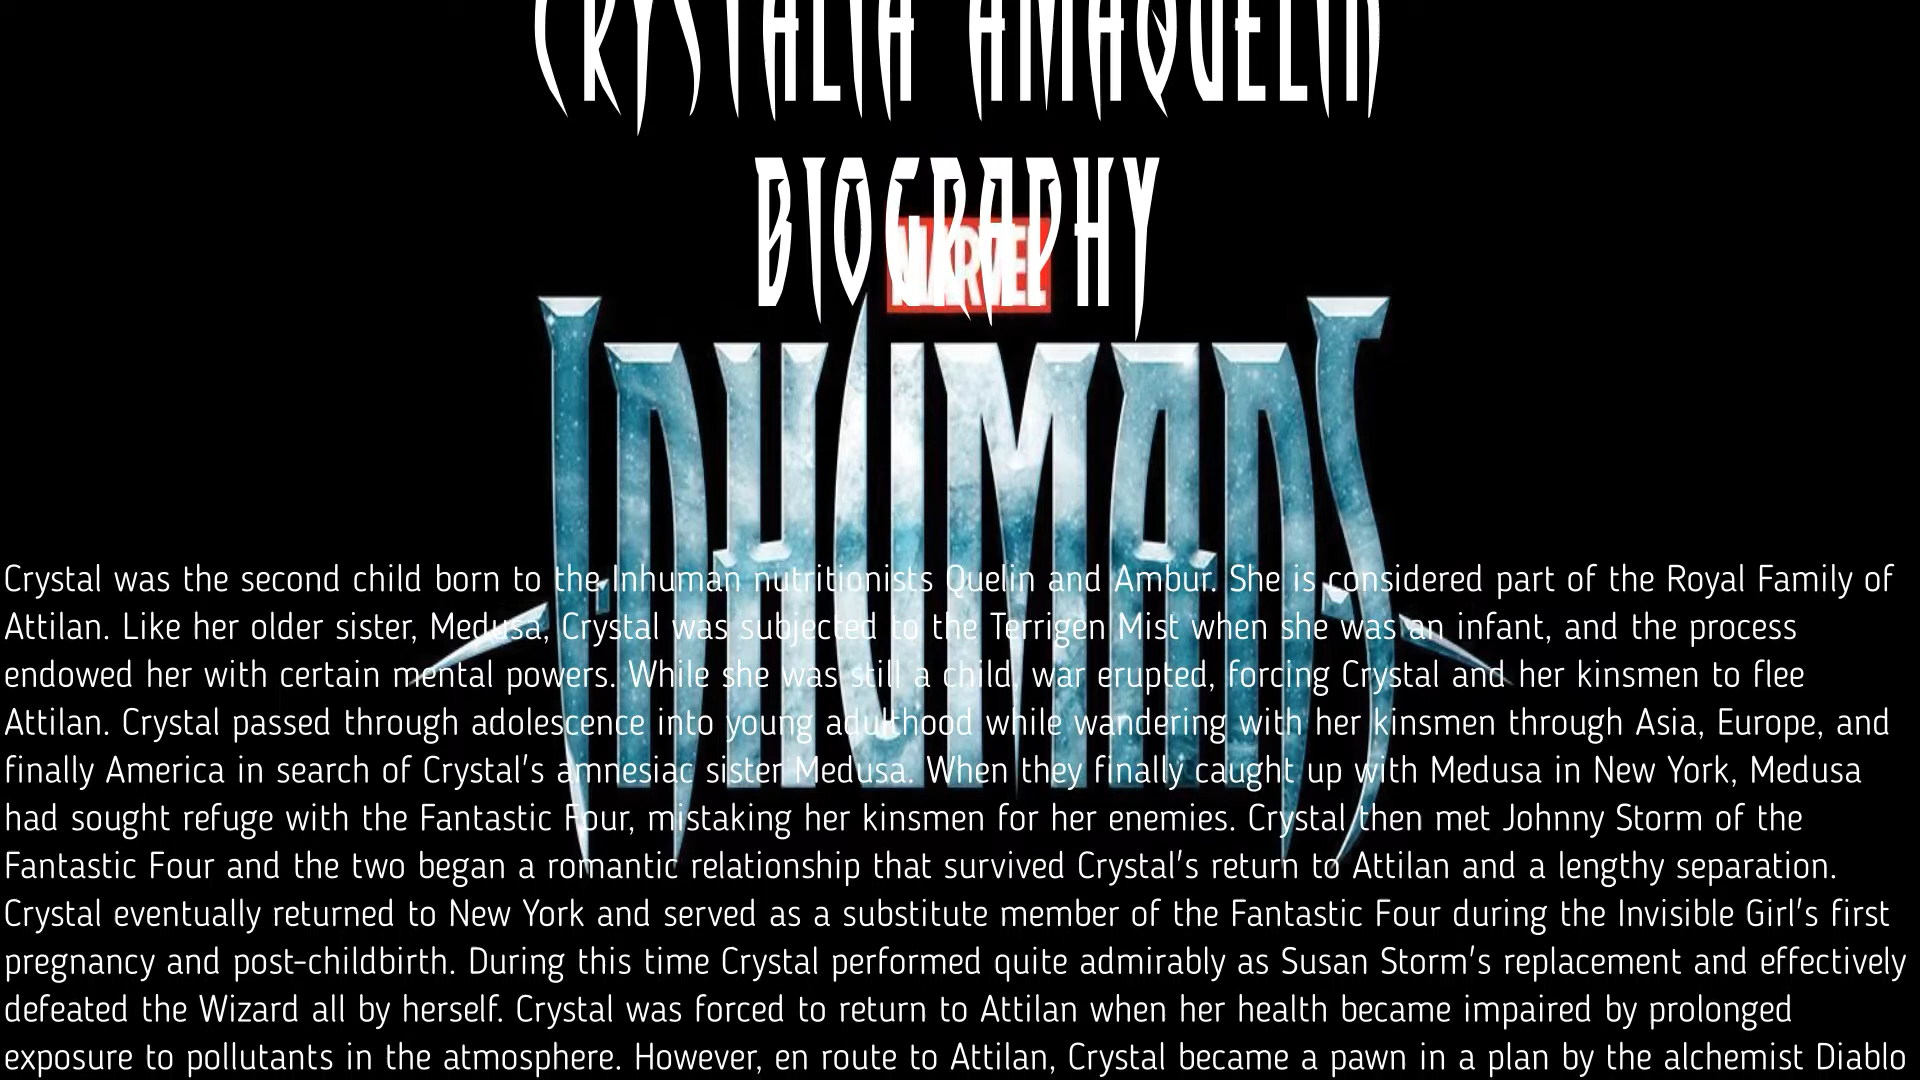 CRYSTALIA AMAQUELIN
BIOGRAPHY
MARVEL
INHUMANS
Crystal was the second child born to the Inhuman nutritionists Quelin and Ambur. She is considered part of the Royal Family of
Attilan. Like her older sister, Medusa, Crystal was subjected to the Terrigen Mist when she was an infant, and the process
endowed her with certain mental powers. While she was still a child, war erupted, forcing Crystal and her kinsmen to flee
Attilan. Crystal passed through adolescence into young adulthood while wandering with her kinsmen through Asia, Europe, and
finally America in search of Crystal's amnesiac sister Medusa. When they finally caught up with Medusa in New York, Medusa
had sought refuge with the Fantastic Four, mistaking her kinsmen for her enemies. Crystal then met Johnny Storm of the
Fantastic Four and the two began a romantic relationship that survived Crystal's return to Attilan and a lengthy separation.
Crystal eventually returned to New York and served as a substitute member of the Fantastic Four during the Invisible Girl's first
pregnancy and post-childbirth. During this time Crystal performed quite admirably as Susan Storm's replacement and effectively
defeated the Wizard all by herself. Crystal was forced to return to Attilan when her health became impaired by prolonged
exposure to pollutants in the atmosphere. However, en route to Attilan, Crystal became a pawn in a plan by the alchemist Diablo